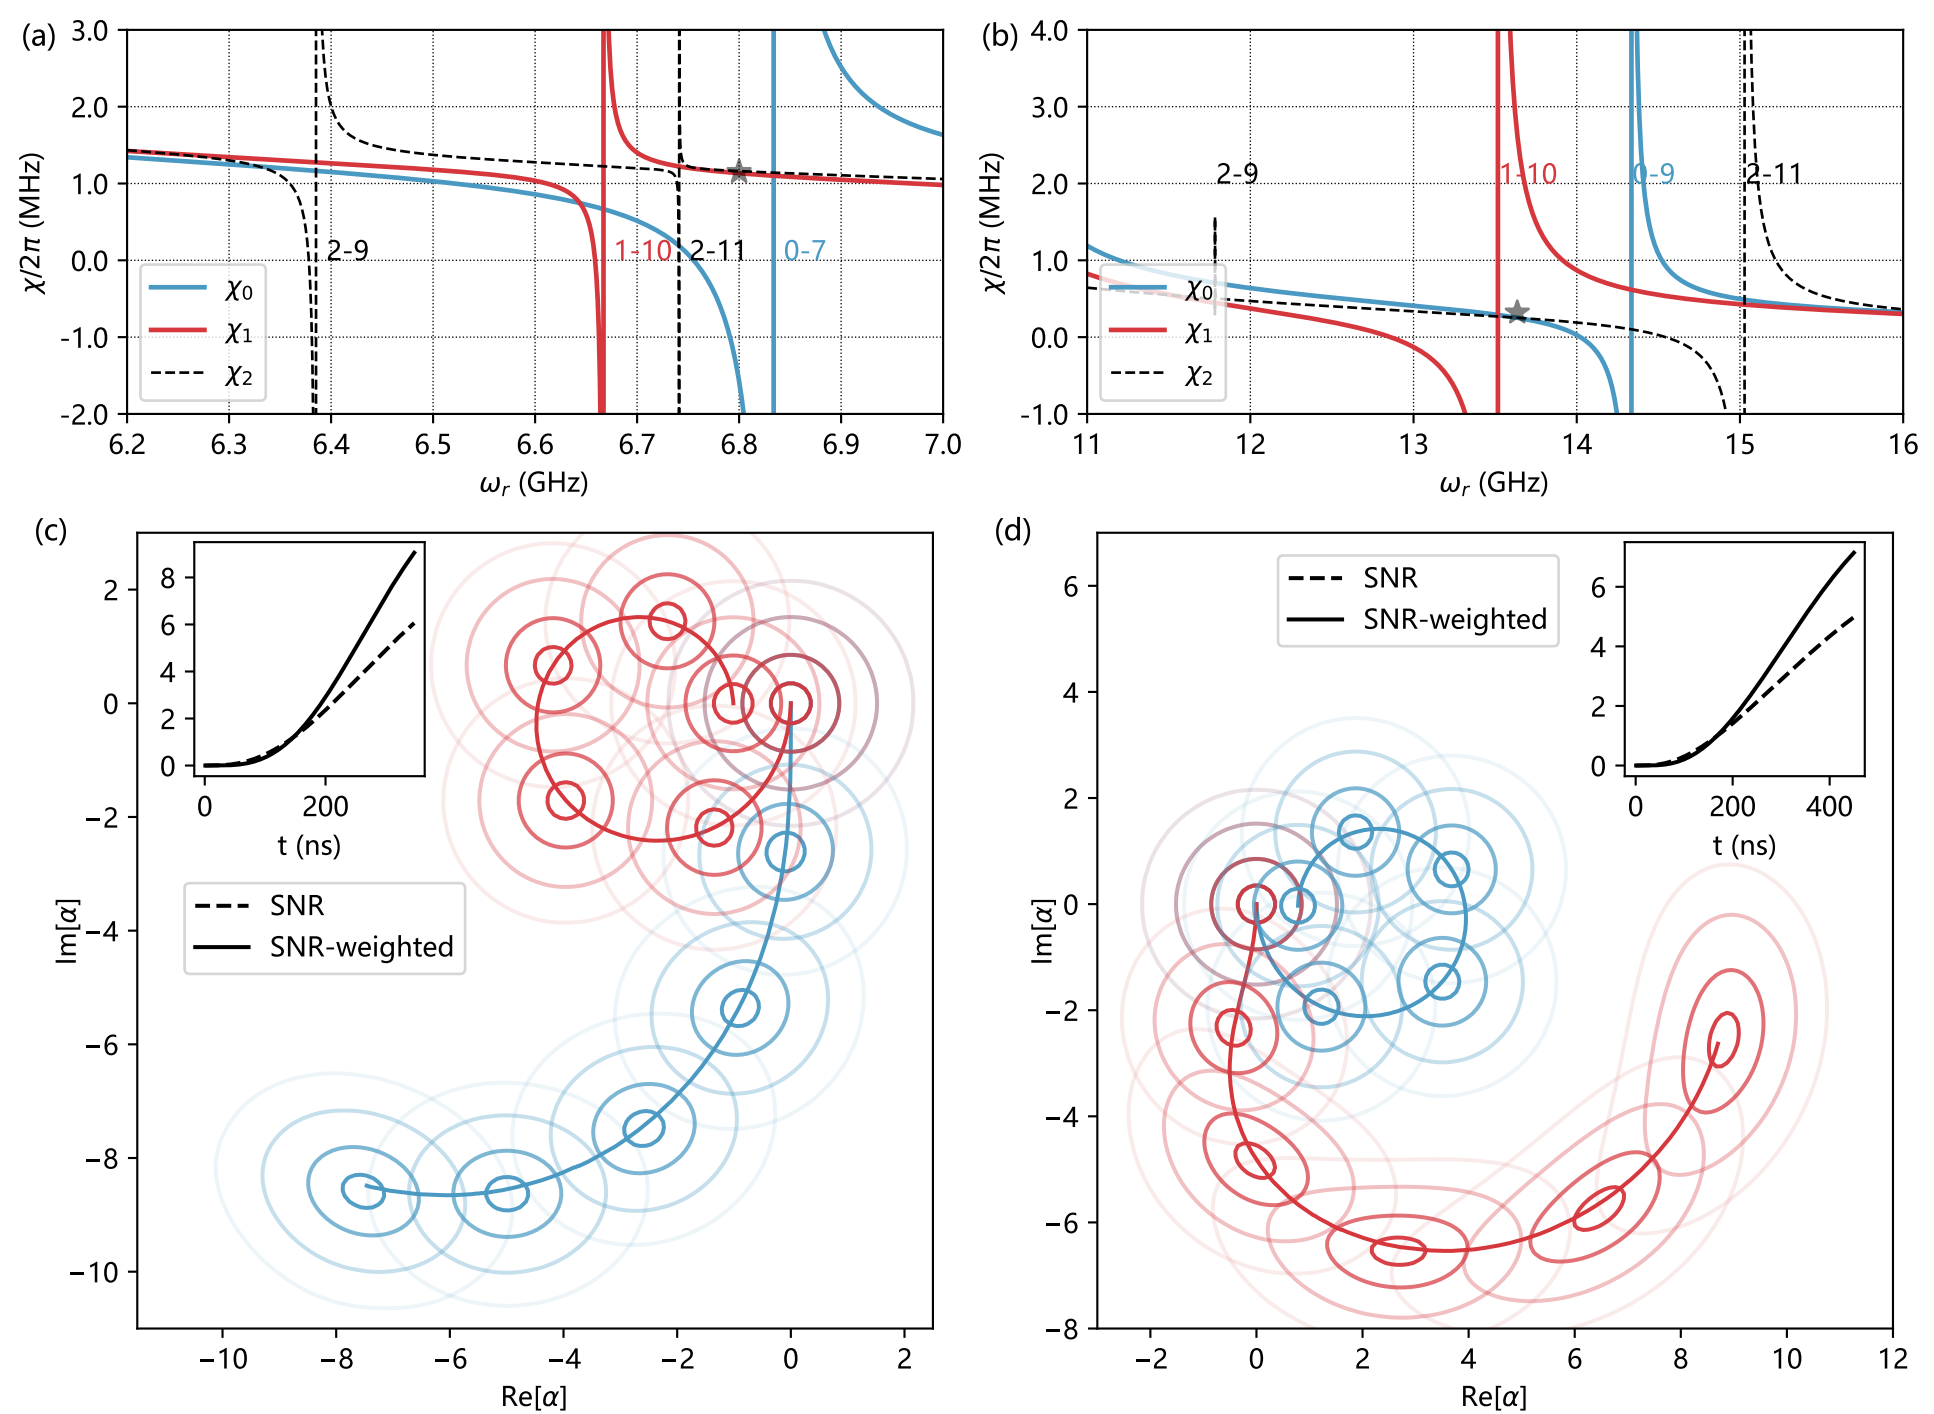 (a)
3.0
2.0
1.0
0.0
-1.0
-2.0
χ/2π (MHz)
2-9
1-10
2-11
0-7
χ₀
χ₁
χ₂
6.2 6.3 6.4 6.5 6.6 6.7 6.8 6.9 7.0
ωᵣ (GHz)
(b)
4.0
3.0
2.0
1.0
0.0
-1.0
χ/2π (MHz)
2-9
1-10
0-9
2-11
χ₀
χ₁
χ₂
11 12 13 14 15 16
ωᵣ (GHz)
(c)
8
6
4
2
0
0 200
t (ns)
SNR
SNR-weighted
2
0
−2
−4
−6
−8
−10
Im[α]
−10 −8 −6 −4 −2 0 2
Re[α]
(d)
SNR
SNR-weighted
6
4
2
0
0 200 400
t (ns)
6
4
2
0
−2
−4
−6
−8
Im[α]
−2 0 2 4 6 8 10 12
Re[α]